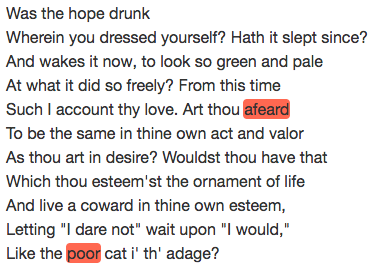 Was the hope drunk
Wherein you dressed yourself? Hath it slept since?
And wakes it now, to look so green and pale
At what it did so freely? From this time
Such I account thy love. Art thou afeard
To be the same in thine own act and valor
As thou art in desire? Wouldst thou have that
Which thou esteem'st the ornament of life
And live a coward in thine own esteem,
Letting "I dare not" wait upon "I would,"
Like the poor cat i' th' adage?